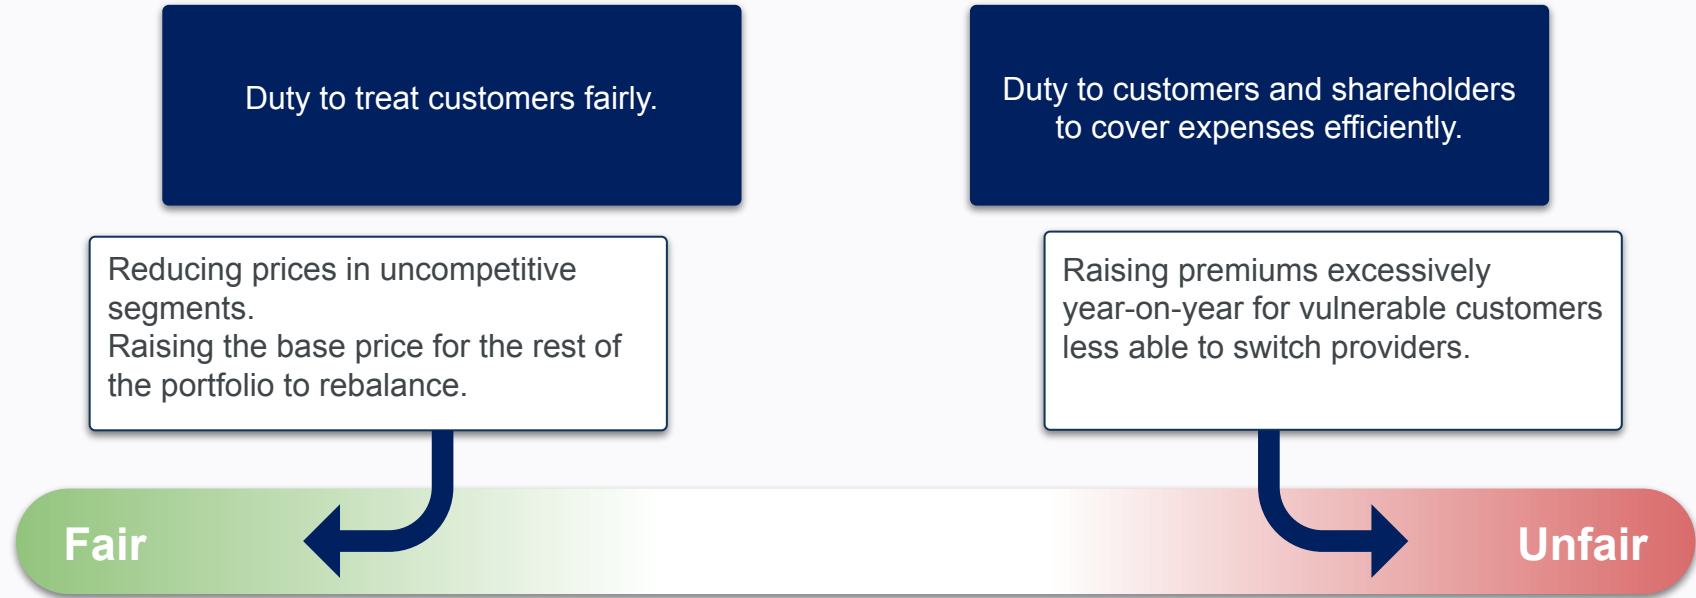 Duty to treat customers fairly.
Duty to customers and shareholders
to cover expenses efficiently.
Reducing prices in uncompetitive
segments.
Raising the base price for the rest of
the portfolio to rebalance.
Raising premiums excessively
year-on-year for vulnerable customers
less able to switch providers.
Fair
Unfair